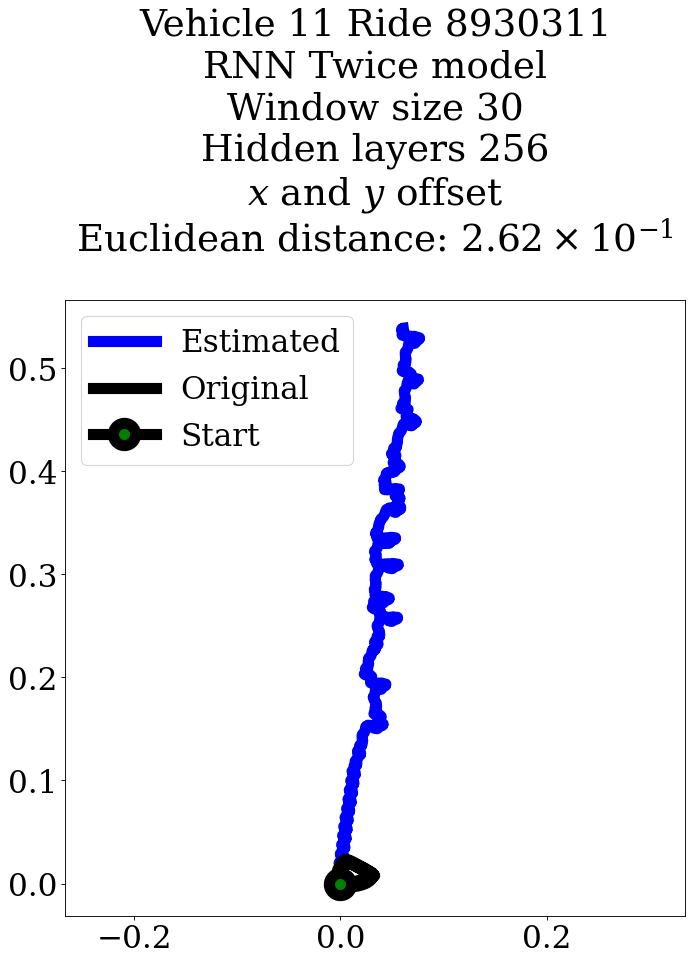 Vehicle 11 Ride 8930311
RNN Twice model
Window size 30
Hidden layers 256
x and y offset
Euclidean distance: 2.62 × 10⁻¹
Estimated
Original
Start
0.5
0.4
0.3
0.2
0.1
0.0
−0.2 0.0 0.2